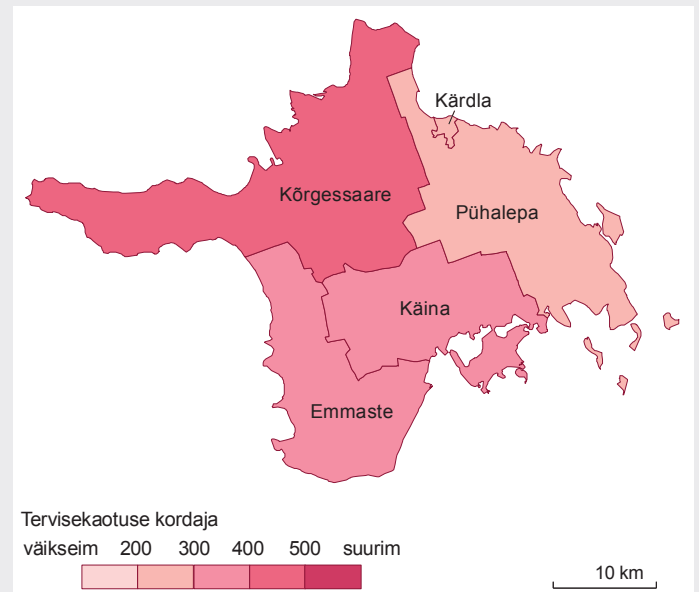 Kärdla
Kõrgessaare
Pühalepa
Käina
Emmaste
Tervisekaotuse kordaja
väikseim 200 300 400 500 suurim
10 km